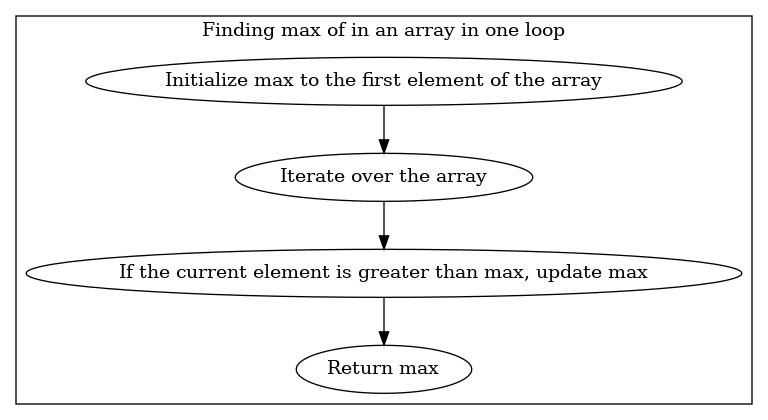 Finding max of in an array in one loop
Initialize max to the first element of the array
Iterate over the array
If the current element is greater than max, update max
Return max